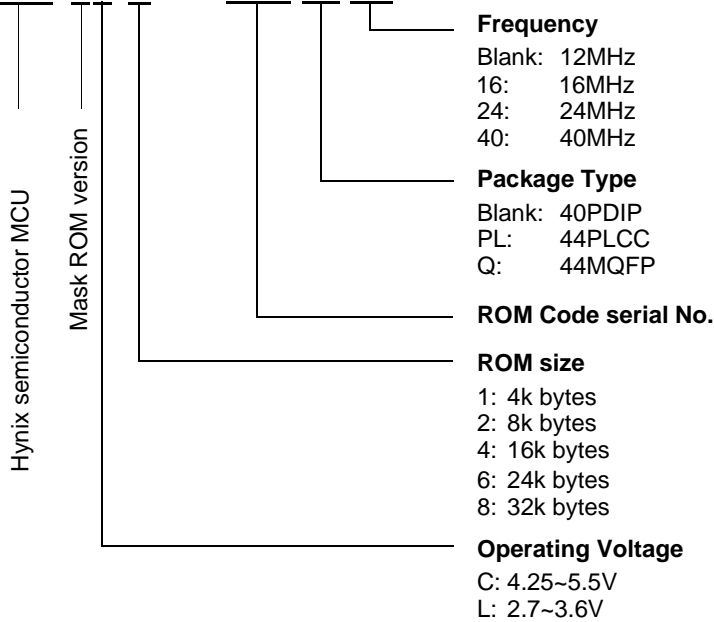 Frequency
Blank: 12MHz
16: 16MHz
24: 24MHz
40: 40MHz
Package Type
Blank: 40PDIP
PL: 44PLCC
Q: 44MQFP
ROM Code serial No.
ROM size
1: 4k bytes
2: 8k bytes
4: 16k bytes
6: 24k bytes
8: 32k bytes
Operating Voltage
C: 4.25~5.5V
L: 2.7~3.6V
Mask ROM version
Hynix semiconductor MCU